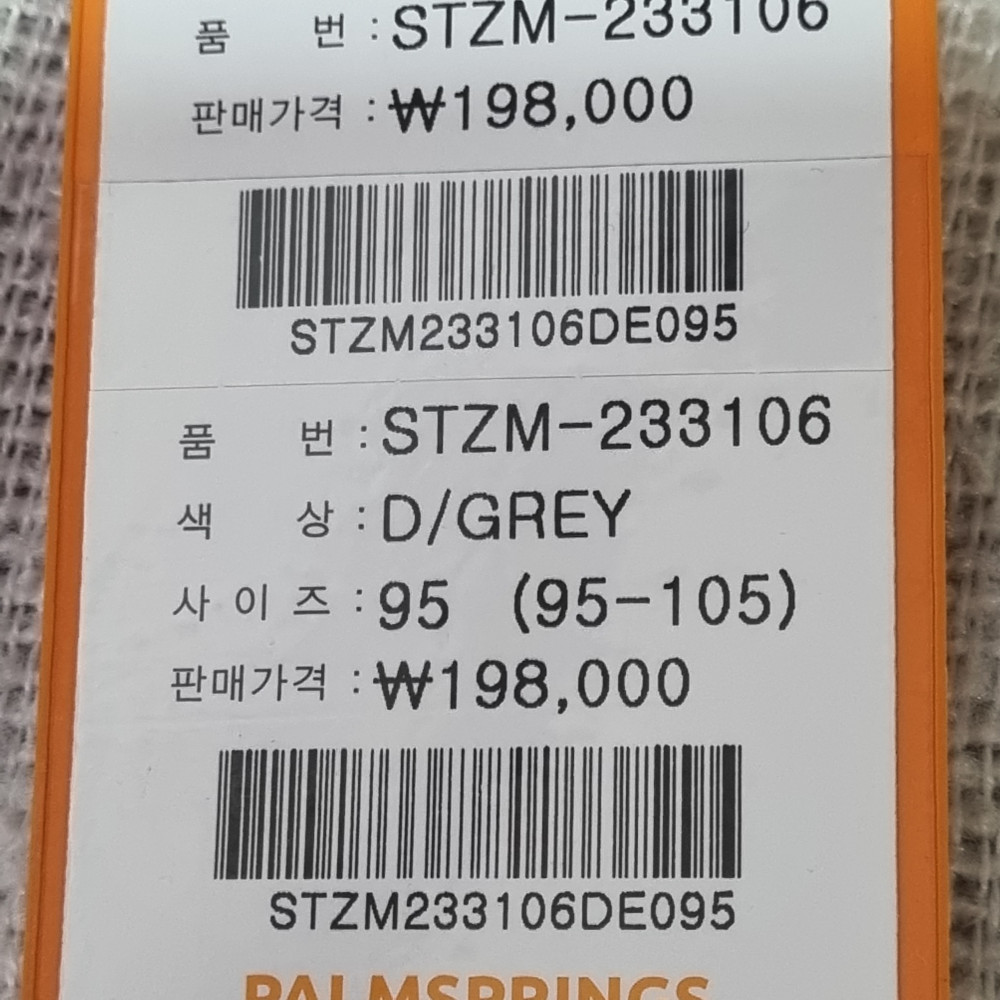 품 번 : STZM-233106
판매가격 : ₩198,000
STZM233106DE095
품 번 : STZM-233106
색 상 : D/GREY
사 이 즈 : 95 (95-105)
판매가격 : ₩198,000
STZM233106DE095
PALMSPRINGS